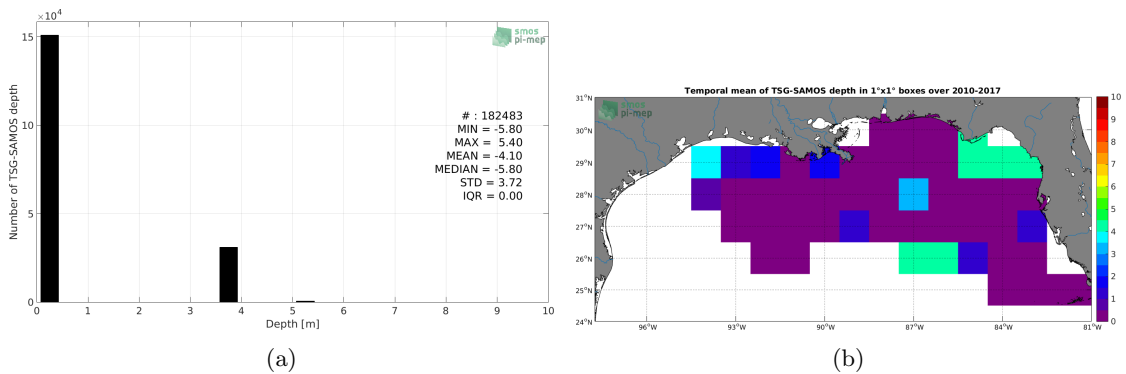 ×10⁴
15
10
5
0
Number of TSG-SAMOS depth
smos
pi-mep
# : 182483
MIN = -5.80
MAX = 5.40
MEAN = -4.10
MEDIAN = -5.80
STD = 3.72
IQR = 0.00
0 1 2 3 4 5 6 7 8 9 10
Depth [m]
(a)
Temporal mean of TSG-SAMOS depth in 1°x1° boxes over 2010-2017
smos
pi-mep
31°N
30°N
29°N
28°N
27°N
26°N
25°N
24°N
96°W 93°W 90°W 87°W 84°W 81°W
10
9
8
7
6
5
4
3
2
1
0
(b)